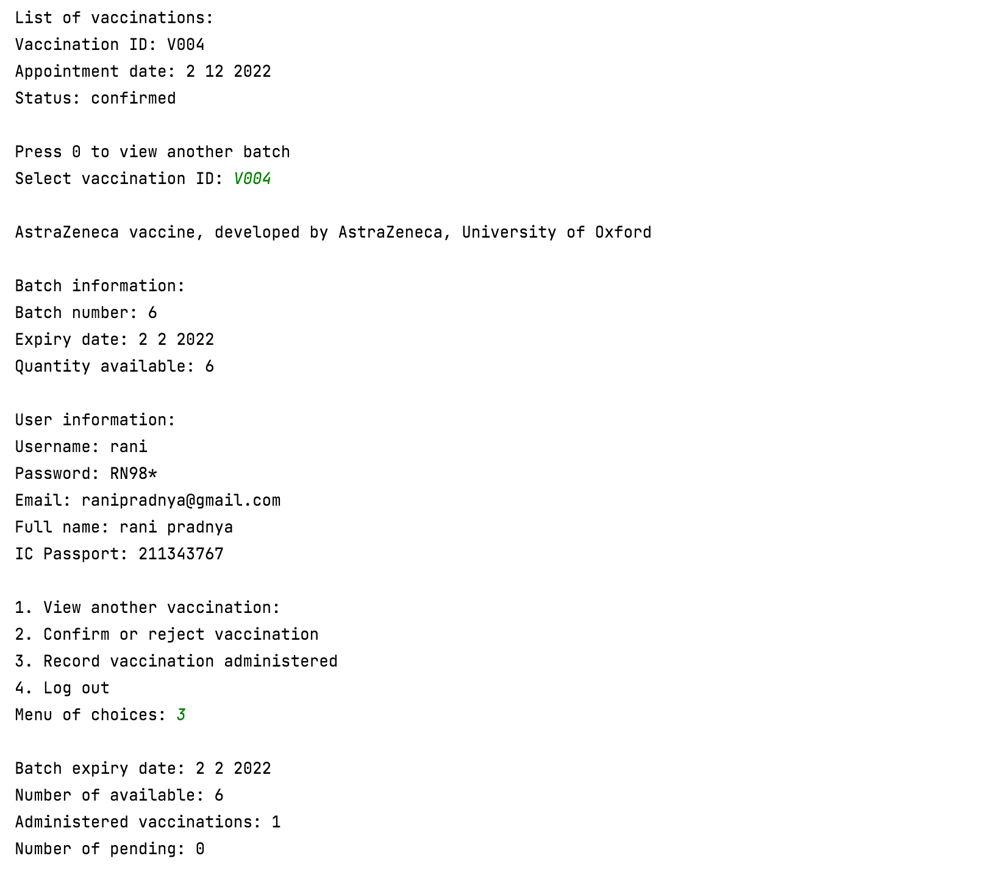 List of vaccinations:
Vaccination ID: V004
Appointment date: 2 12 2022
Status: confirmed
Press 0 to view another batch
Select vaccination ID: V004
AstraZeneca vaccine, developed by AstraZeneca, University of Oxford
Batch information:
Batch number: 6
Expiry date: 2 2 2022
Quantity available: 6
User information:
Username: rani
Password: RN98*
Email: ranipradnya@gmail.com
Full name: rani pradnya
IC Passport: 211343767
1. View another vaccination:
2. Confirm or reject vaccination
3. Record vaccination administered
4. Log out
Menu of choices: 3
Batch expiry date: 2 2 2022
Number of available: 6
Administered vaccinations: 1
Number of pending: 0